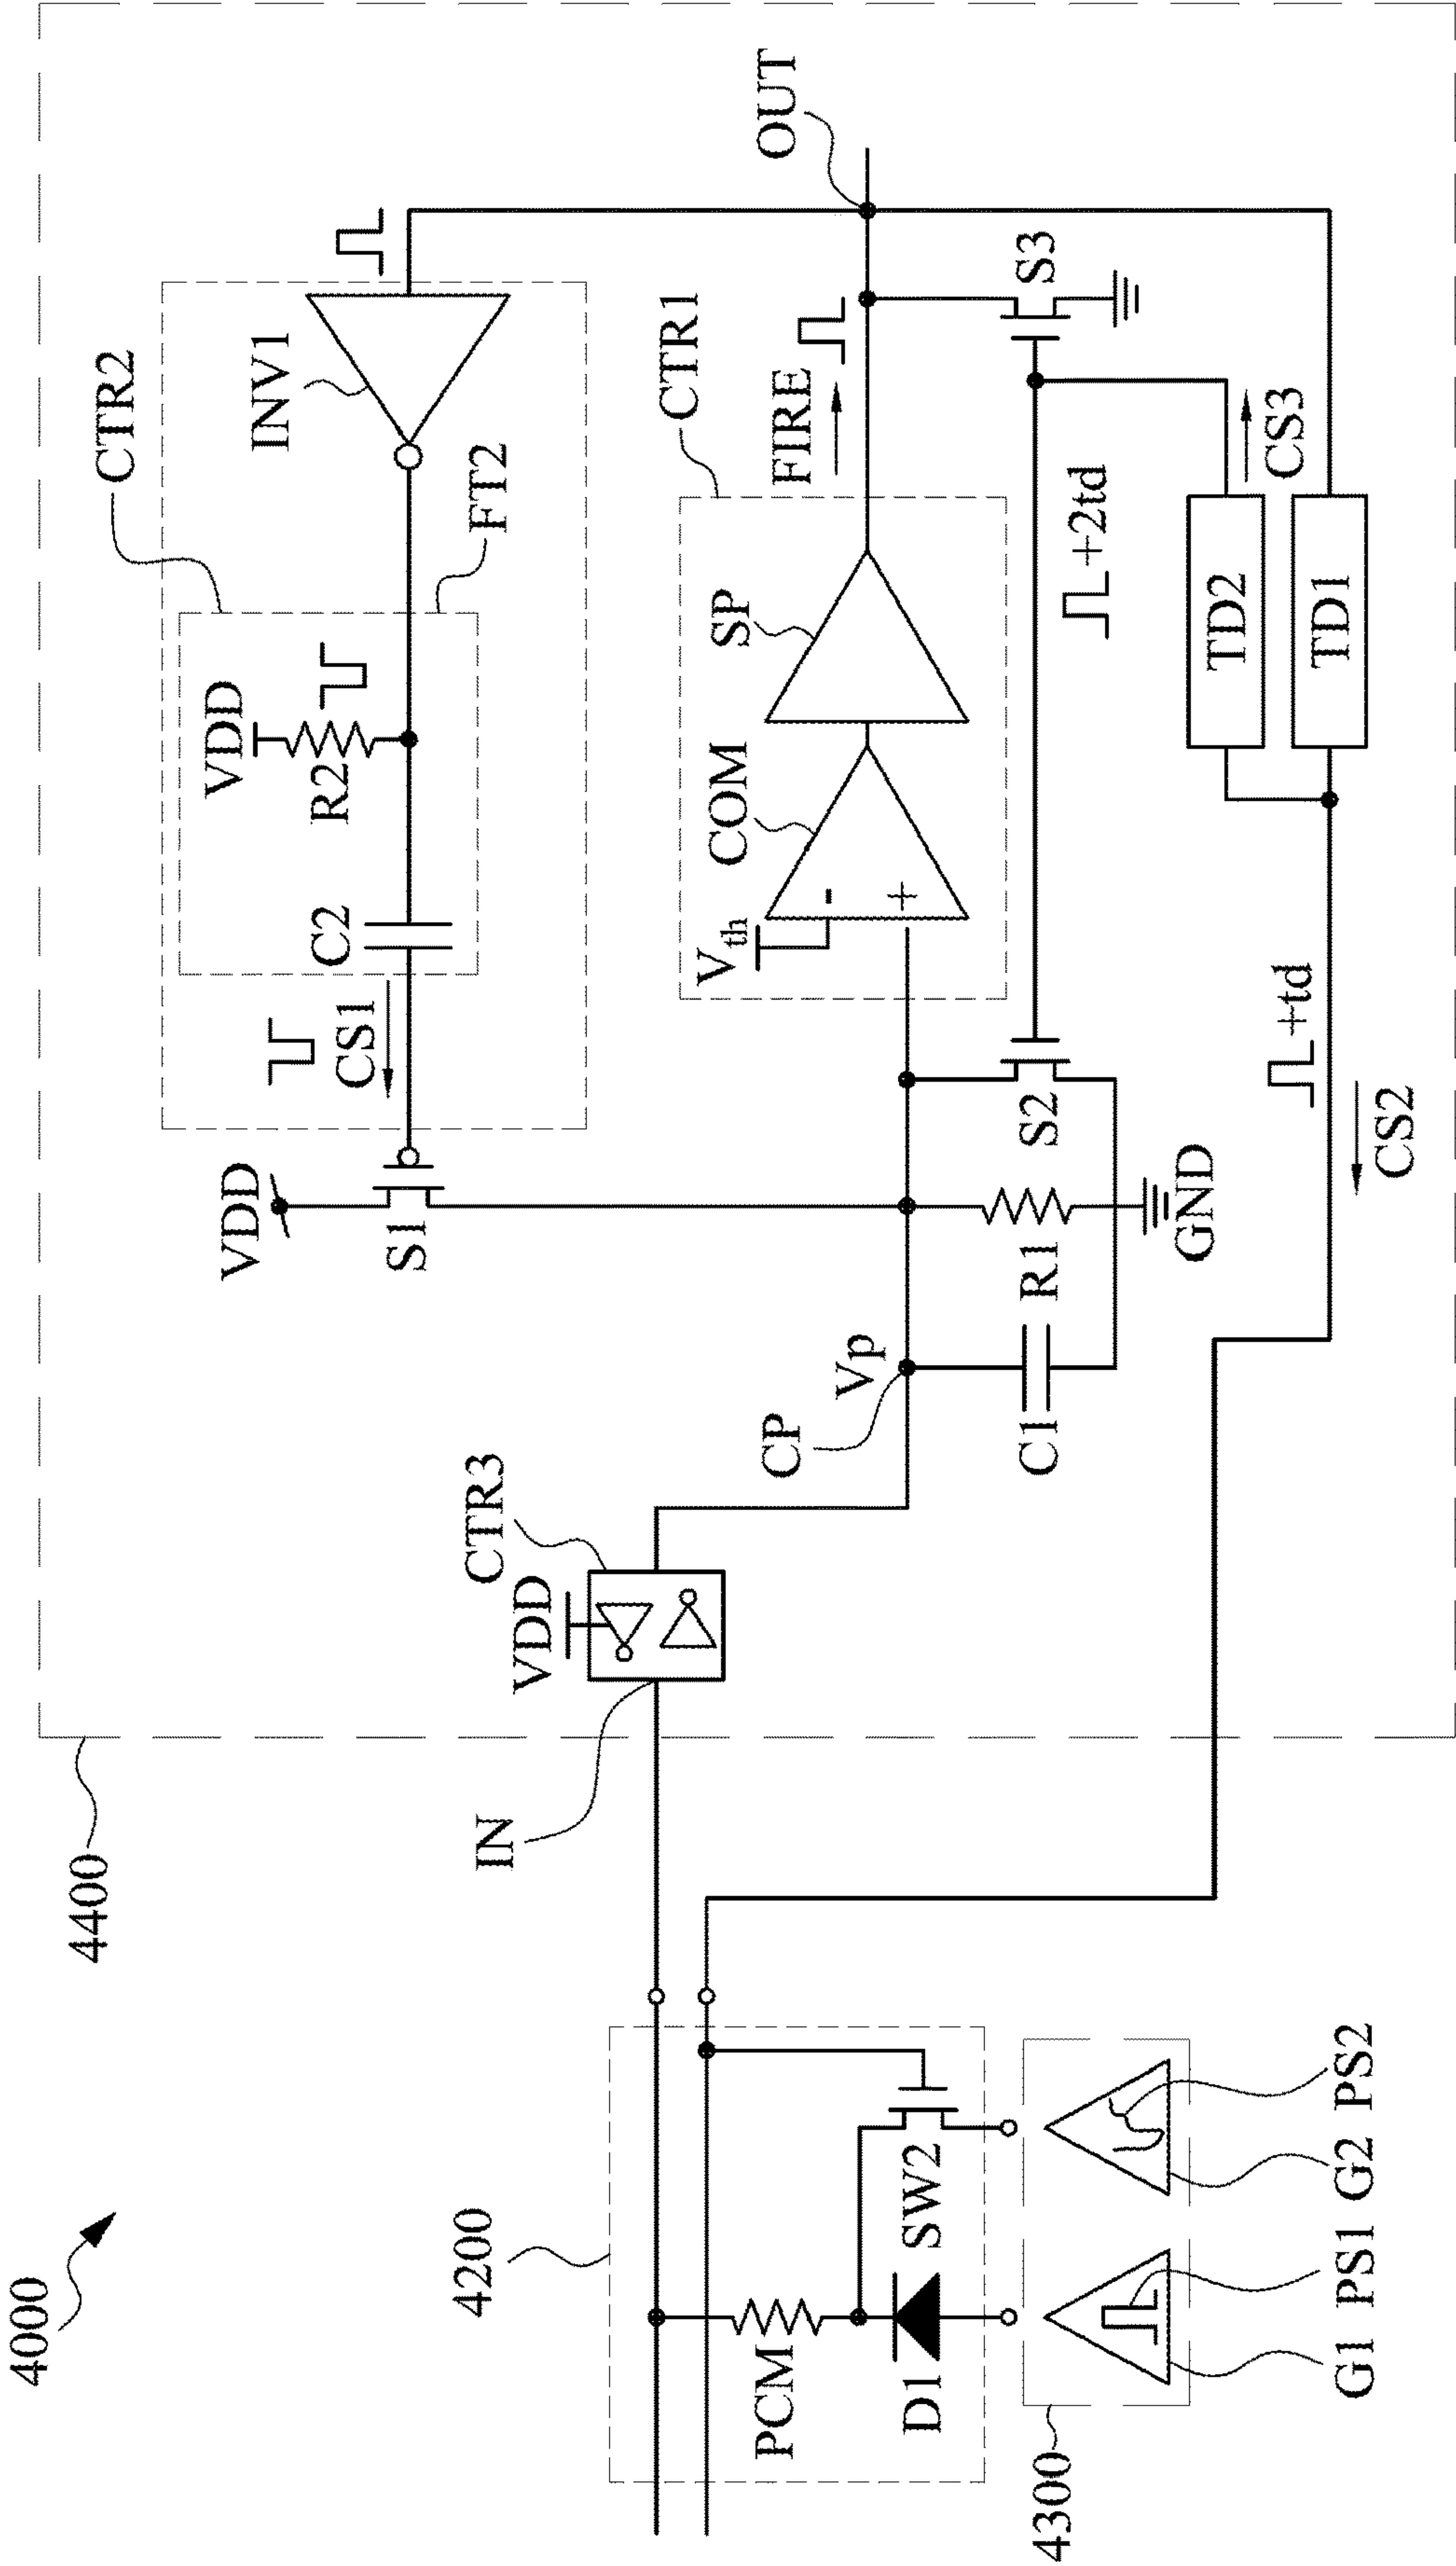 4000
4400
4200
4300
PCM
D1
SW2
G1
PS1
G2
PS2
IN
VDD
CTR3
CP
Vp
C1
R1
GND
VDD
S1
CS1
C2
VDD
R2
CTR2
FT2
INV1
Vth
-
+
COM
SP
CTR1
FIRE
OUT
S2
S3
+2td
TD2
TD1
CS3
+td
CS2